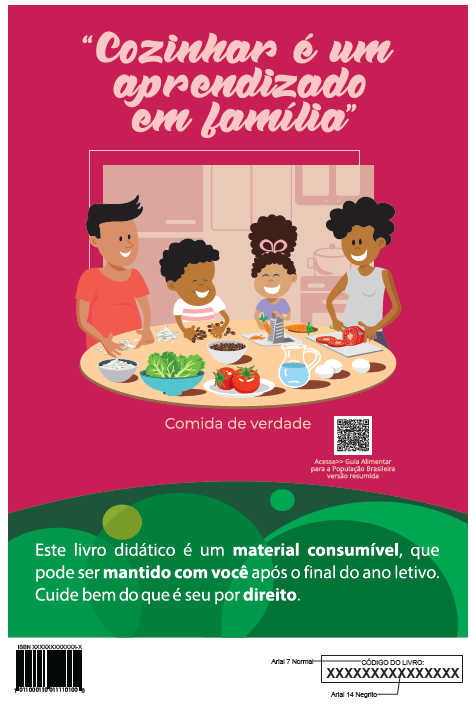 “Cozinhar é um
aprendizado
em família”
Comida de verdade
Acesse>> Guia Alimentar
para a População Brasileira
versão resumida
Este livro didático é um material consumível, que
pode ser mantido com você após o final do ano letivo.
Cuide bem do que é seu por direito.
ISBN XXXXXXXXXXXX-X
Arial 7 Normal
CÓDIGO DO LIVRO:
XXXXXXXXXXXXXXX
Arial 14 Negrito